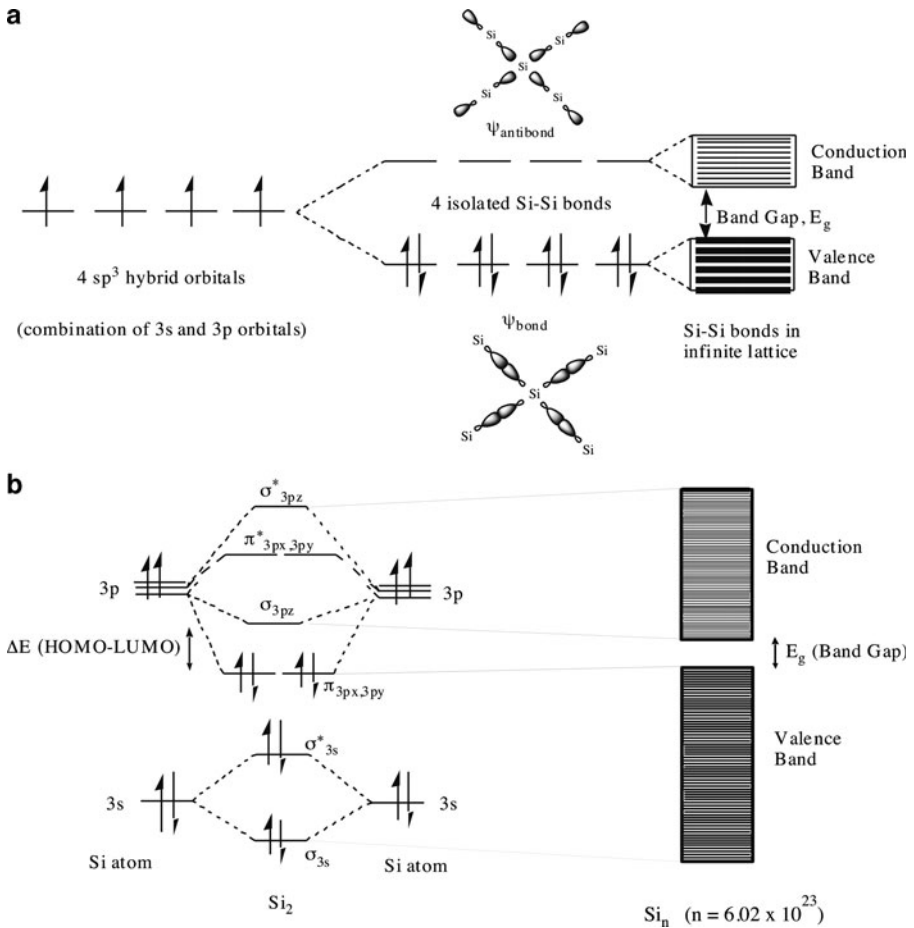 a
Si
Si
Si
Si
Si
ψantibond
Conduction
Band
4 isolated Si-Si bonds
Band Gap, Eg
4 sp³ hybrid orbitals
Valence
Band
(combination of 3s and 3p orbitals)
ψbond
Si-Si bonds in
infinite lattice
Si
Si
Si
Si
Si
b
σ*3pz
π*3px,3py
Conduction
Band
3p
3p
σ3pz
ΔE (HOMO-LUMO)
Eg (Band Gap)
π3px,3py
Valence
Band
σ*3s
3s
3s
Si atom
σ3s
Si atom
Si2
Sin (n = 6.02 x 10²³)